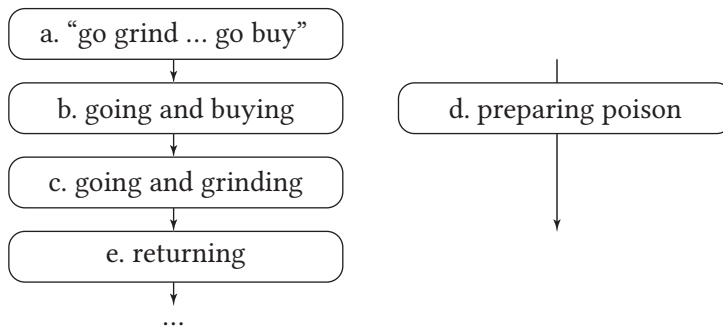 a. “go grind ... go buy”
b. going and buying
d. preparing poison
c. going and grinding
e. returning
...